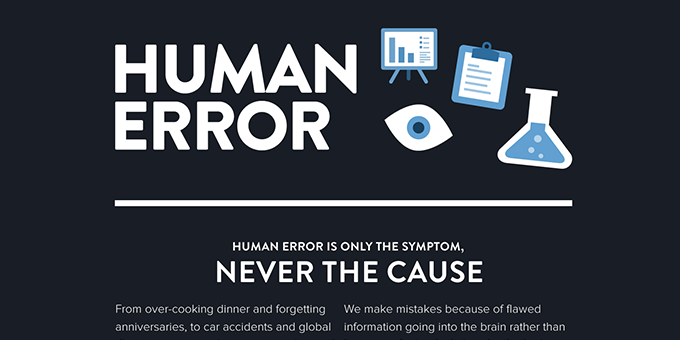 HUMAN
ERROR
HUMAN ERROR IS ONLY THE SYMPTOM,
NEVER THE CAUSE
From over-cooking dinner and forgetting
anniversaries, to car accidents and global
We make mistakes because of flawed
information going into the brain rather than